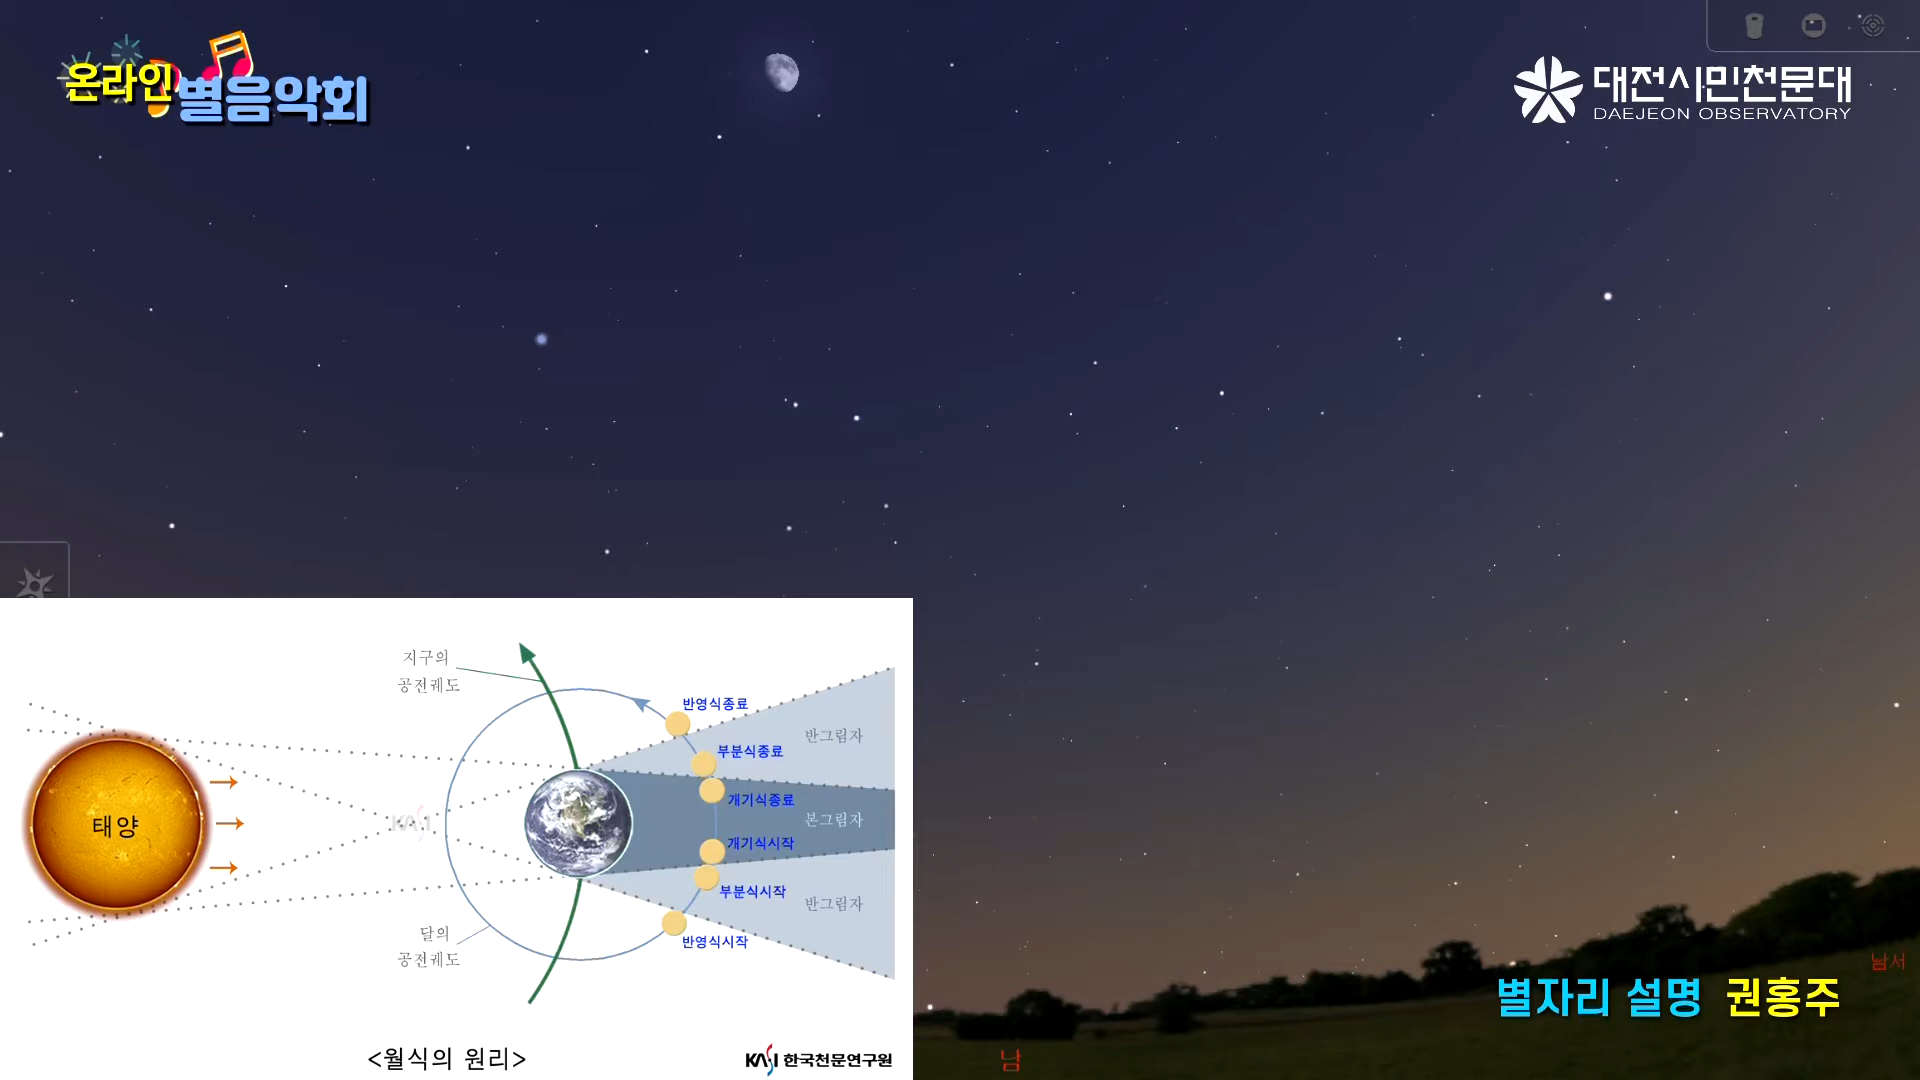 온라인 별음악회
대전시민천문대
DAEJEON OBSERVATORY
지구의
공전궤도
반영식종료
반그림자
부분식종료
개기식종료
태양
KASI
본그림자
개기식시작
부분식시작
반그림자
달의
공전궤도
반영식시작
<월식의 원리>
KASI 한국천문연구원
남서
별자리 설명 권홍주
남